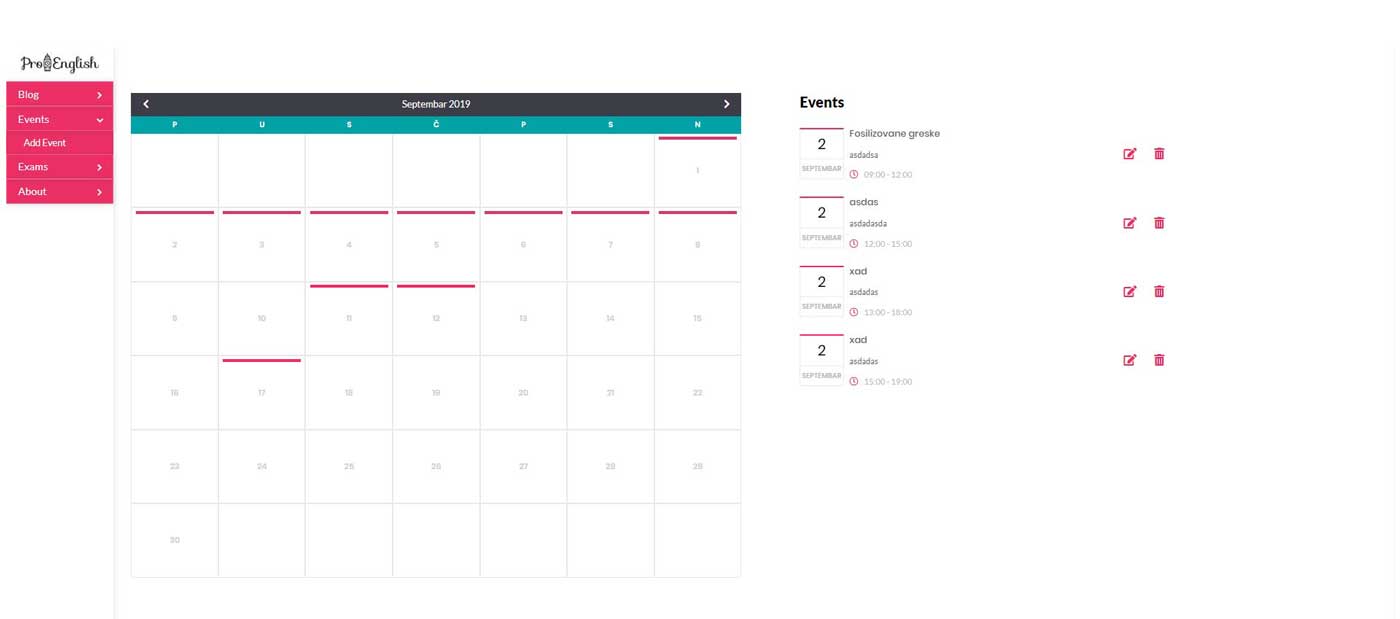 Pro English
Blog
Events
Add Event
Exams
About
Septembar 2019
P U S Č P S N
1
2 3 4 5 6 7 8
9 10 11 12 13 14 15
16 17 18 19 20 21 22
23 24 25 26 27 28 29
30
Events
2
SEPTEMBAR
Fosilizovane greske
asdadsa
09:00 - 12:00
2
SEPTEMBAR
asdas
asdadasda
12:00 - 15:00
2
SEPTEMBAR
xad
asdadas
13:00 - 18:00
2
SEPTEMBAR
xad
asdadas
15:00 - 19:00